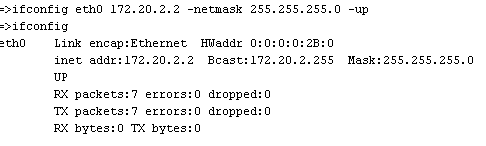 =>ifconfig eth0 172.20.2.2 -netmask 255.255.255.0 -up
=>ifconfig
eth0 Link encap:Ethernet HWaddr 0:0:0:0:2B:0
inet addr:172.20.2.2 Bcast:172.20.2.255 Mask:255.255.255.0
UP
RX packets:7 errors:0 dropped:0
TX packets:7 errors:0 dropped:0
RX bytes:0 TX bytes:0